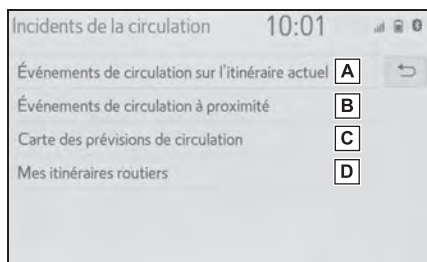 Incidents de la circulation 10:01
Événements de circulation sur l'itinéraire actuel A
Événements de circulation à proximité B
Carte des prévisions de circulation C
Mes itinéraires routiers D